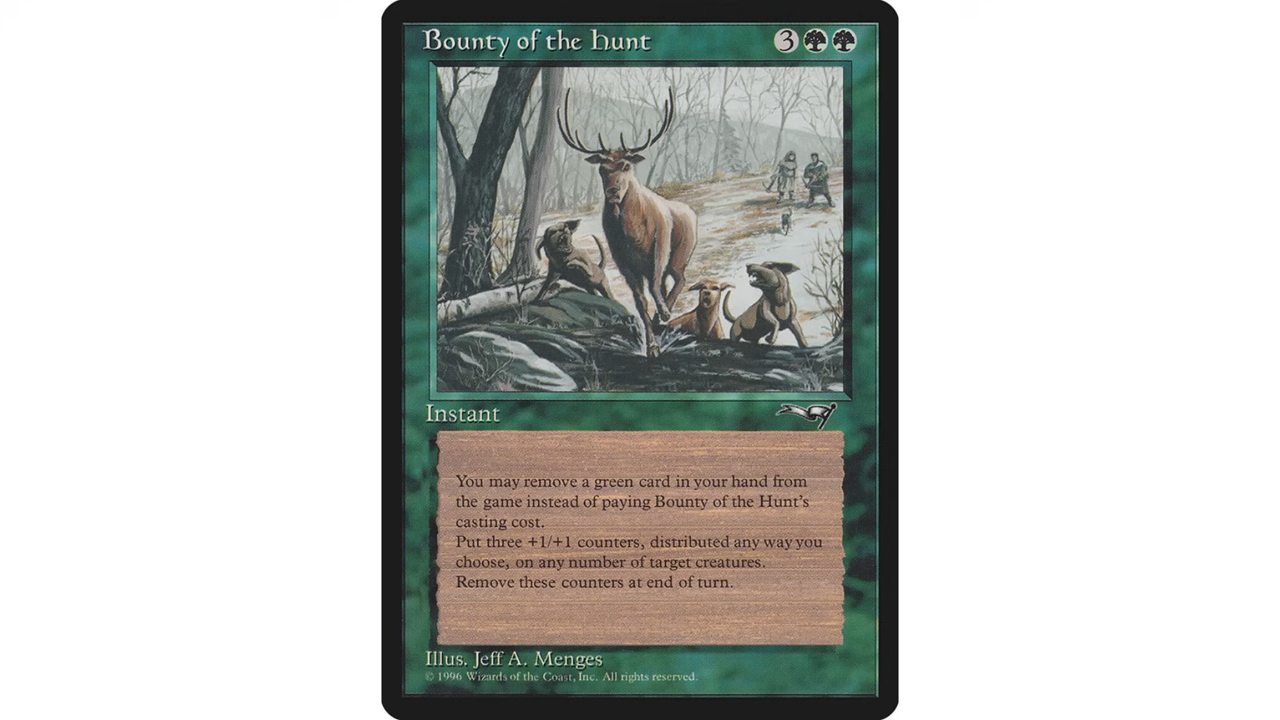 Bounty of the Hunt
3
Instant
You may remove a green card in your hand from
the game instead of paying Bounty of the Hunt's
casting cost.
Put three +1/+1 counters, distributed any way you
choose, on any number of target creatures.
Remove these counters at end of turn.
Illus. Jeff A. Menges
© 1996 Wizards of the Coast, Inc. All rights reserved.